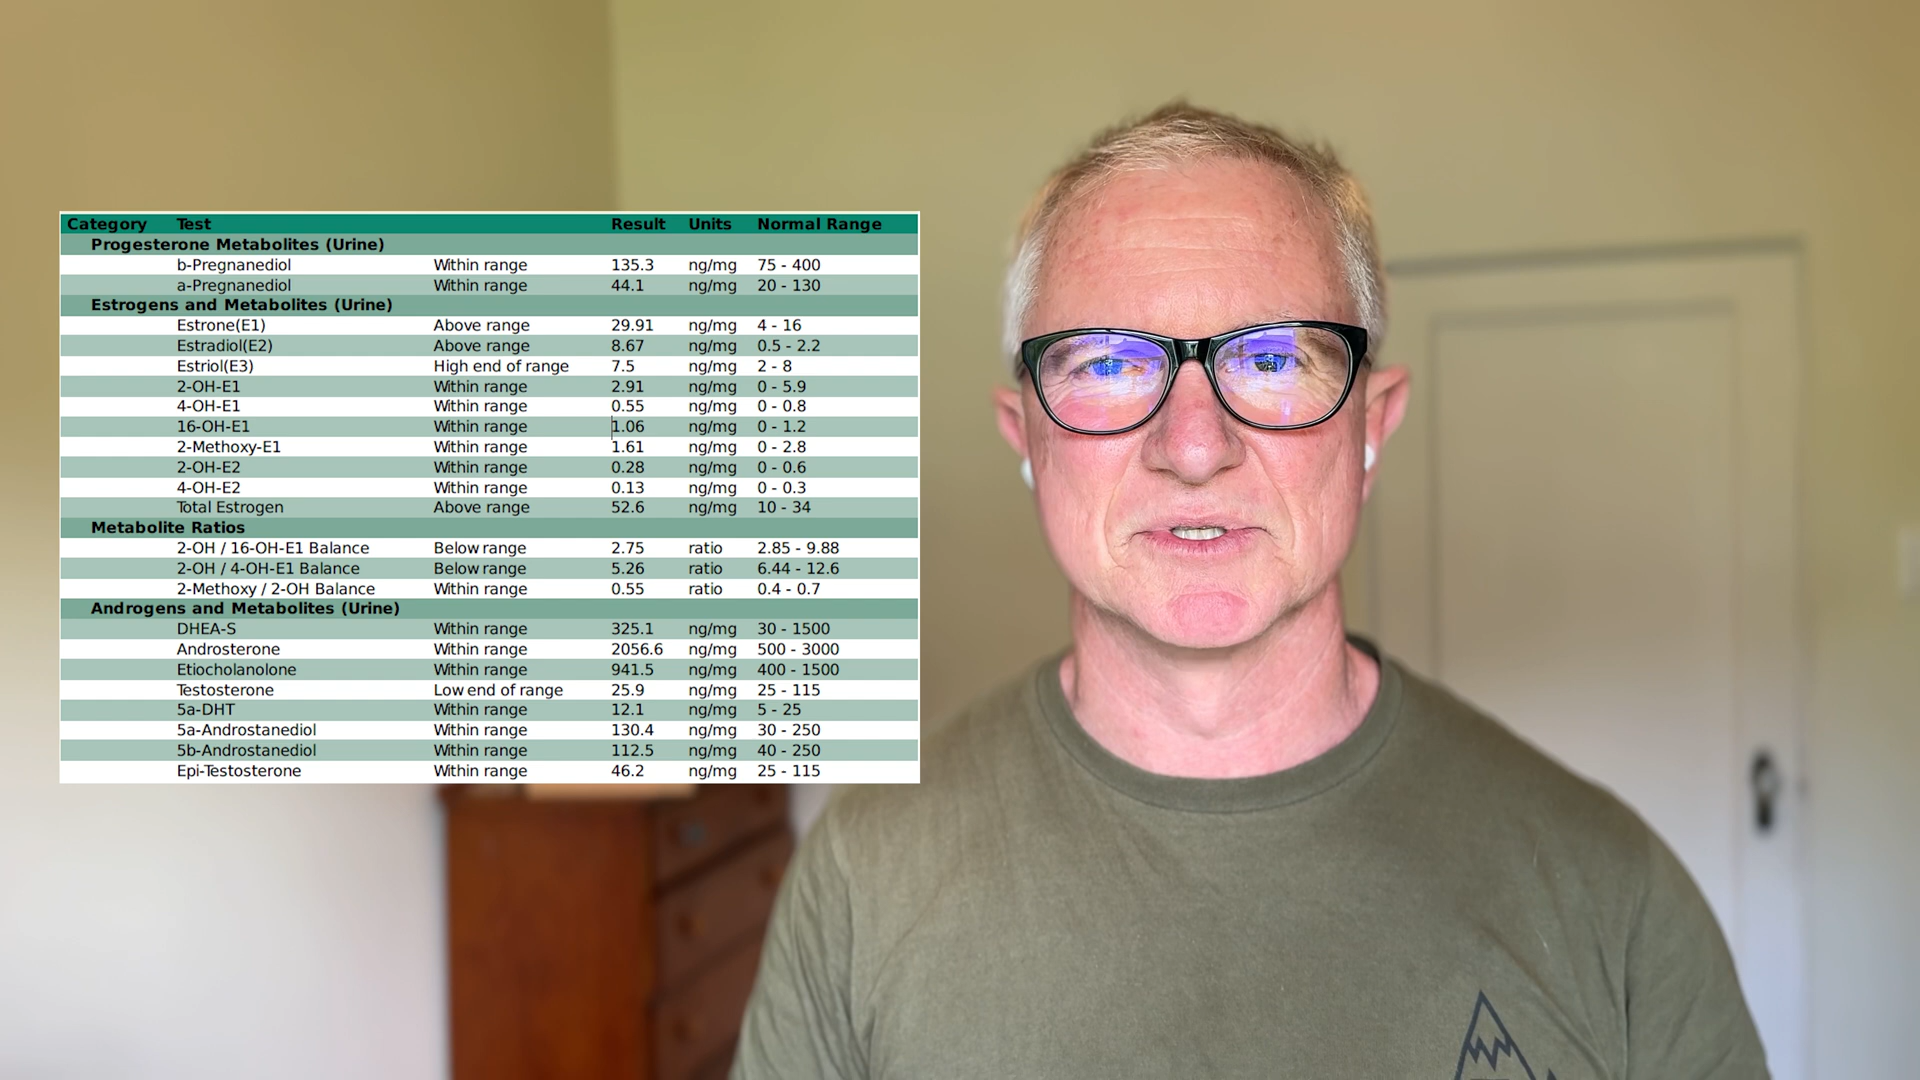 Category Test Result Units Normal Range
Progesterone Metabolites (Urine)
b-Pregnanediol Within range 135.3 ng/mg 75 - 400
a-Pregnanediol Within range 44.1 ng/mg 20 - 130
Estrogens and Metabolites (Urine)
Estrone(E1) Above range 29.91 ng/mg 4 - 16
Estradiol(E2) Above range 8.67 ng/mg 0.5 - 2.2
Estriol(E3) High end of range 7.5 ng/mg 2 - 8
2-OH-E1 Within range 2.91 ng/mg 0 - 5.9
4-OH-E1 Within range 0.55 ng/mg 0 - 0.8
16-OH-E1 Within range 1.06 ng/mg 0 - 1.2
2-Methoxy-E1 Within range 1.61 ng/mg 0 - 2.8
2-OH-E2 Within range 0.28 ng/mg 0 - 0.6
4-OH-E2 Within range 0.13 ng/mg 0 - 0.3
Total Estrogen Above range 52.6 ng/mg 10 - 34
Metabolite Ratios
2-OH / 16-OH-E1 Balance Below range 2.75 ratio 2.85 - 9.88
2-OH / 4-OH-E1 Balance Below range 5.26 ratio 6.44 - 12.6
2-Methoxy / 2-OH Balance Within range 0.55 ratio 0.4 - 0.7
Androgens and Metabolites (Urine)
DHEA-S Within range 325.1 ng/mg 30 - 1500
Androsterone Within range 2056.6 ng/mg 500 - 3000
Etiocholanolone Within range 941.5 ng/mg 400 - 1500
Testosterone Low end of range 25.9 ng/mg 25 - 115
5a-DHT Within range 12.1 ng/mg 5 - 25
5a-Androstanediol Within range 130.4 ng/mg 30 - 250
5b-Androstanediol Within range 112.5 ng/mg 40 - 250
Epi-Testosterone Within range 46.2 ng/mg 25 - 115